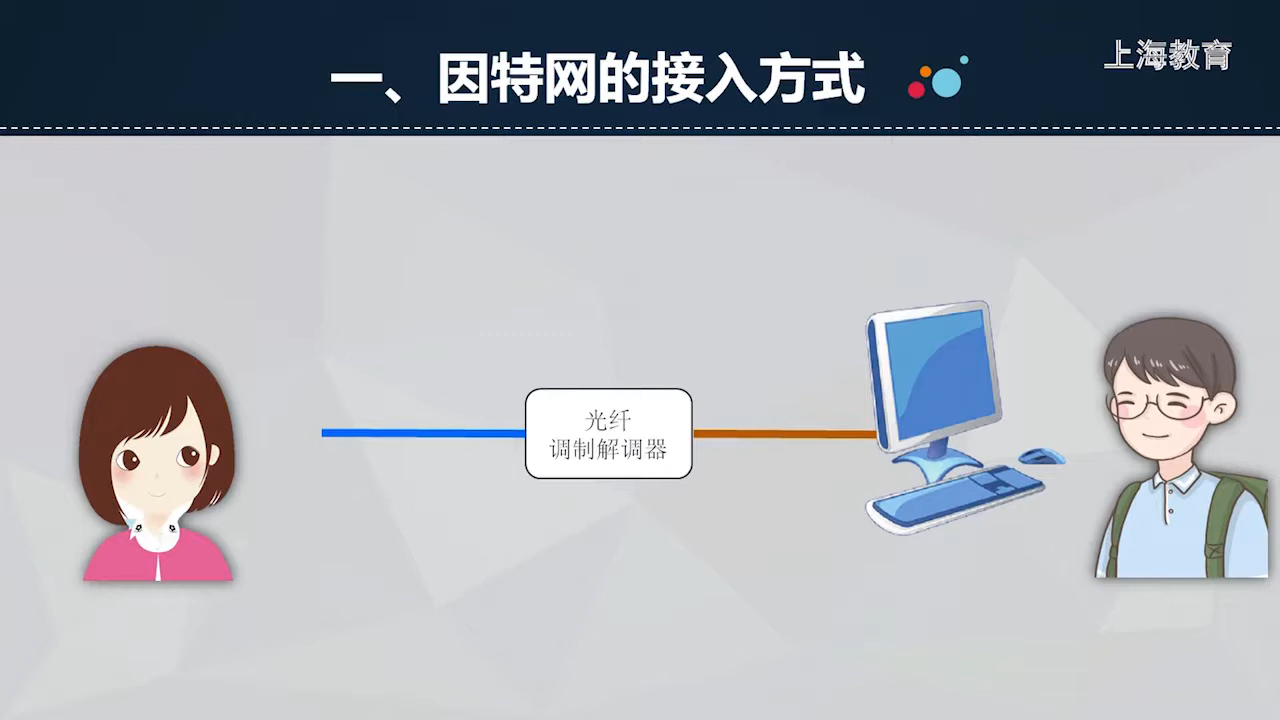 一、因特网的接入方式
上海教育
光纤
调制解调器